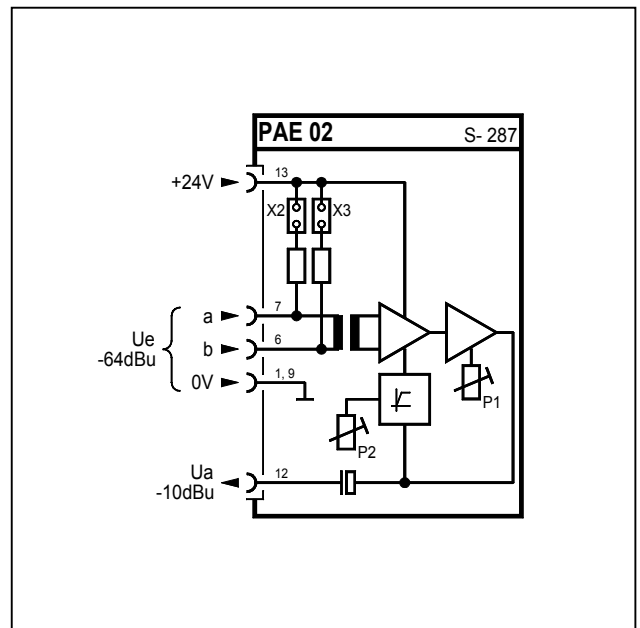 PAE 02 S- 287
+24V 13
X2 X3
a 7
Ue
-64dBu
b 6
0V 1, 9
P1
P2
Ua
-10dBu
12